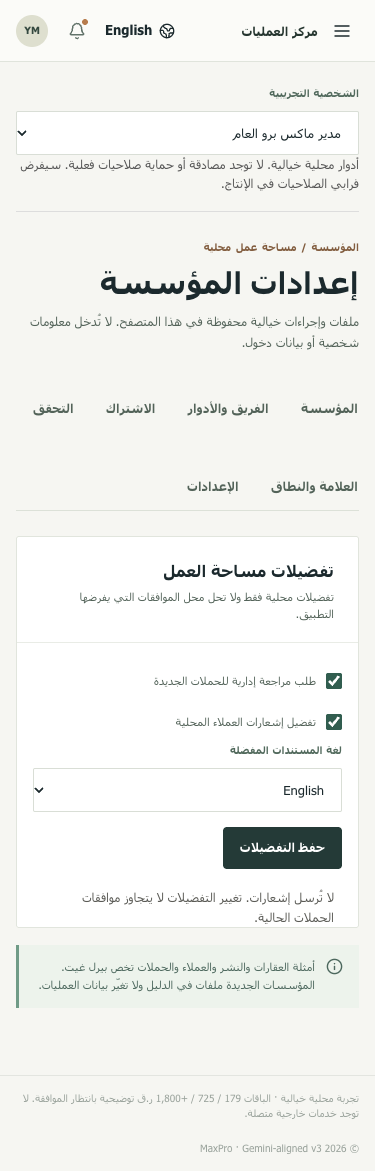 مركز العمليات
English
YM
الشخصية التجريبية
مدير ماكس برو العام
أدوار محلية خيالية. لا توجد مصادقة أو حماية صلاحيات فعلية. سيفرض
فرابي الصلاحيات في الإنتاج.
المؤسسة / مساحة عمل محلية
إعدادات المؤسسة
ملفات وإجراءات خيالية محفوظة في هذا المتصفح. لا تُدخل معلومات
شخصية أو بيانات دخول.
المؤسسة
الفريق والأدوار
الاشتراك
التحقق
العلامة والنطاق
الإعدادات
تفضيلات مساحة العمل
تفضيلات محلية فقط ولا تحل محل الموافقات التي يفرضها
التطبيق.
طلب مراجعة إدارية للحملات الجديدة
تفضيل إشعارات العملاء المحلية
لغة المستندات المفضلة
English
حفظ التفضيلات
لا تُرسل إشعارات. تغيير التفضيلات لا يتجاوز موافقات
الحملات الحالية.
أمثلة العقارات والنشر والعملاء والحملات تخص بيرل غيت.
المؤسسات الجديدة ملفات في الدليل ولا تغيّر بيانات العمليات.
تجربة محلية خيالية · الباقات 179 / 725 / +1,800 ر.ق توضيحية بانتظار الموافقة. لا
توجد خدمات خارجية متصلة.
© 2026 MaxPro · Gemini-aligned v3